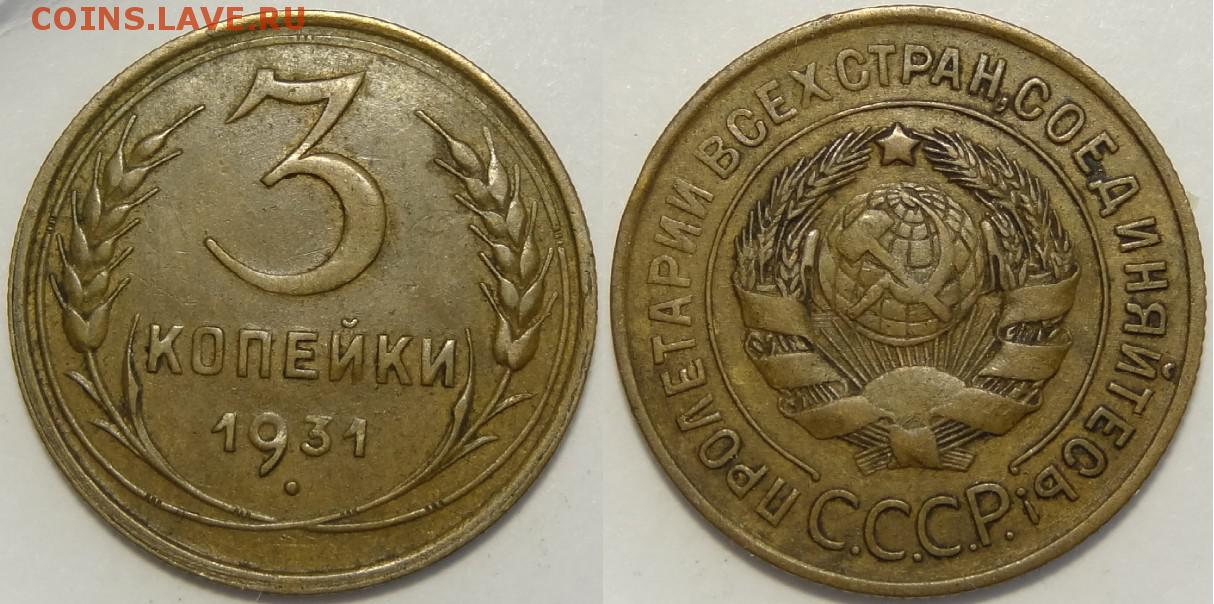 COINS.LAVE.RU
3
КОПЕЙКИ
1931
ПРОЛЕТАРИИ ВСЕХ СТРАН, СОЕДИНЯЙТЕСЬ!
С.С.С.Р.